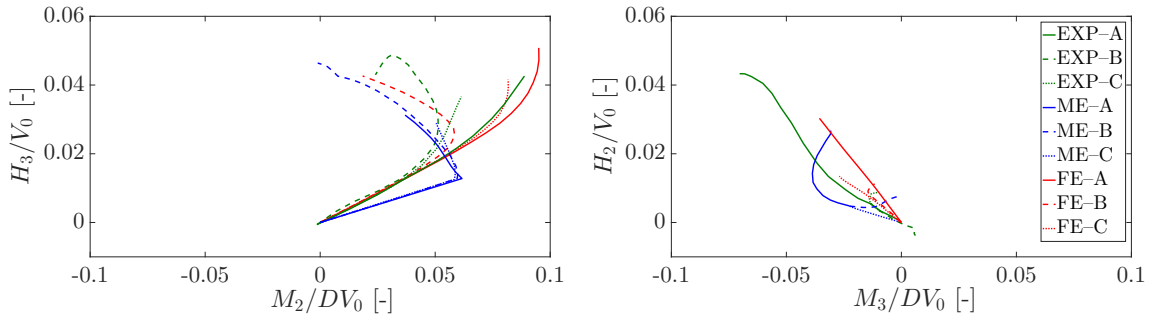 0.06
0.04
0.02
0
-0.1
-0.05
0
0.05
0.1
H₃/V₀ [-]
M₂/DV₀ [-]
0.06
0.04
0.02
0
-0.1
-0.05
0
0.05
0.1
H₂/V₀ [-]
M₃/DV₀ [-]
EXP–A
EXP–B
EXP–C
ME–A
ME–B
ME–C
FE–A
FE–B
FE–C